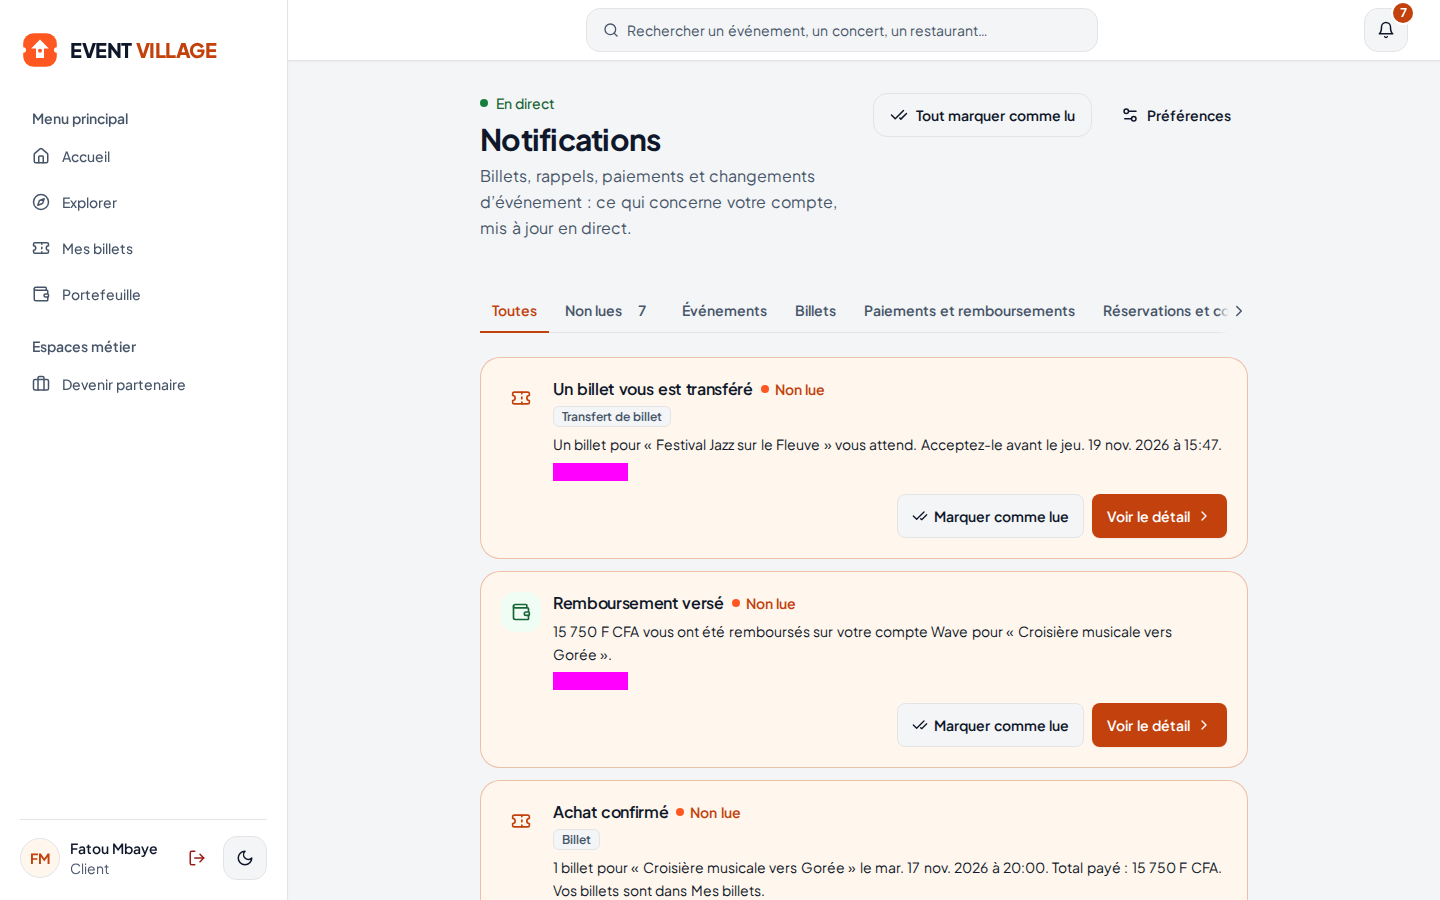 EVENT VILLAGE
Menu principal
Accueil
Explorer
Mes billets
Portefeuille
Espaces métier
Devenir partenaire
FM
Fatou Mbaye
Client
Rechercher un événement, un concert, un restaurant...
7
En direct
Notifications
Billets, rappels, paiements et changements
d'événement : ce qui concerne votre compte,
mis à jour en direct.
Tout marquer comme lu
Préférences
Toutes Non lues 7 Événements Billets Paiements et remboursements Réservations et
Un billet vous est transféré Non lue
Transfert de billet
Un billet pour « Festival Jazz sur le Fleuve » vous attend. Acceptez-le avant le jeu. 19 nov. 2026 à 15:47.
Marquer comme lue Voir le détail
Remboursement versé Non lue
15 750 F CFA vous ont été remboursés sur votre compte Wave pour « Croisière musicale vers
Gorée ».
Marquer comme lue Voir le détail
Achat confirmé Non lue
Billet
1 billet pour « Croisière musicale vers Gorée » le mar. 17 nov. 2026 à 20:00. Total payé : 15 750 F CFA.
Vos billets sont dans Mes billets.